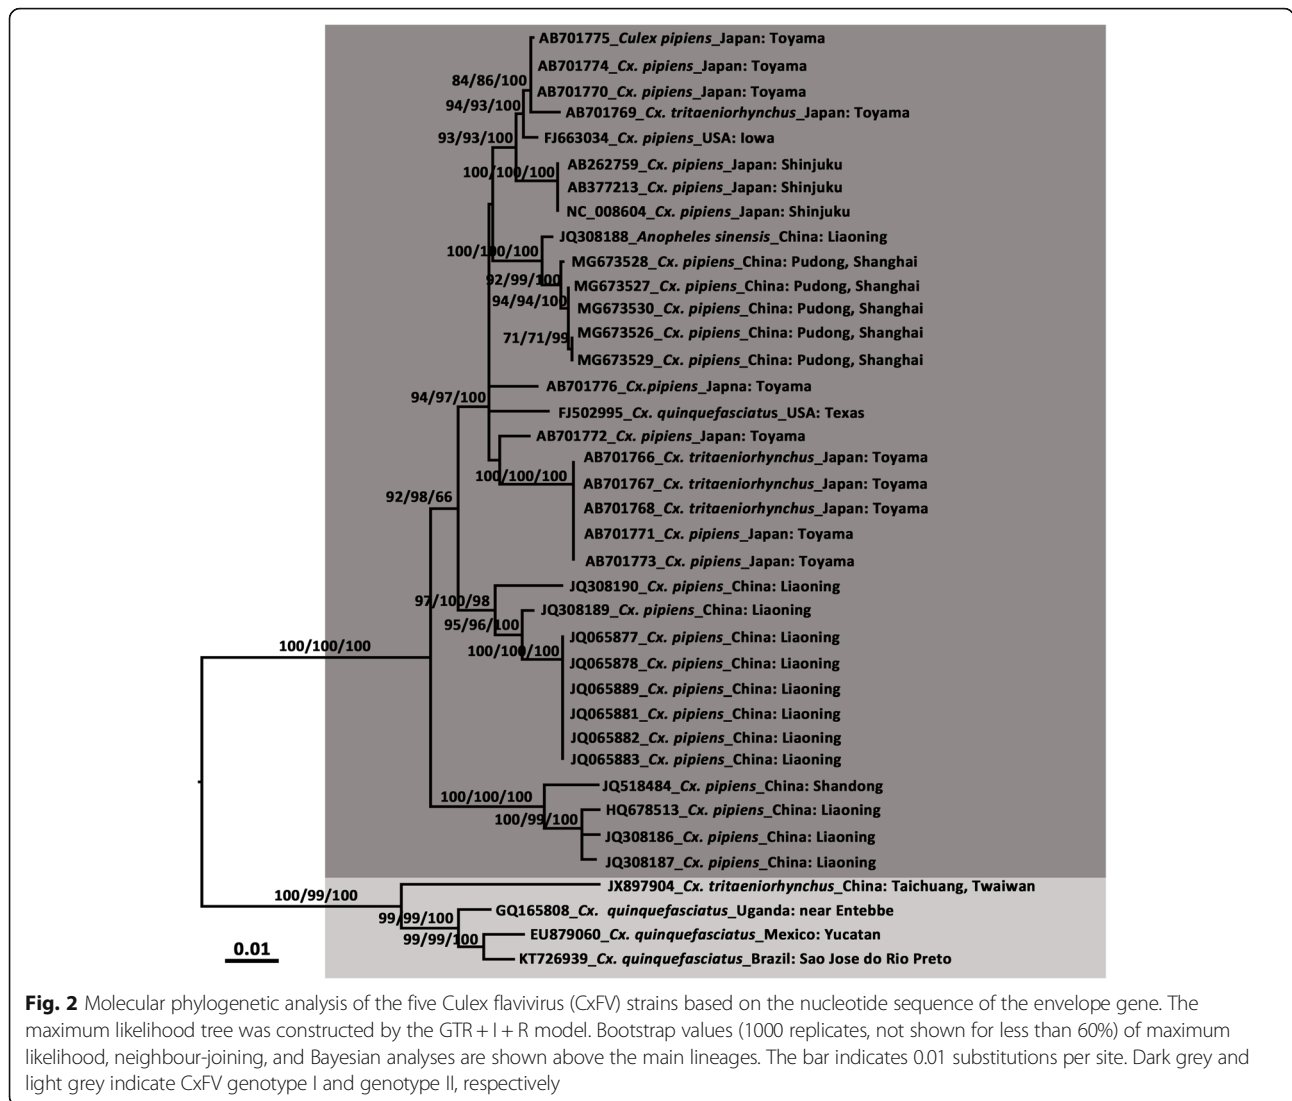 AB701775_Culex pipiens_Japan: Toyama
AB701774_Cx. pipiens_Japan: Toyama
84/86/100
AB701770_Cx. pipiens_Japan: Toyama
94/93/100
AB701769_Cx. tritaeniorhynchus_Japan: Toyama
93/93/100
FJ663034_Cx. pipiens_USA: Iowa
AB262759_Cx. pipiens_Japan: Shinjuku
100/100/100
AB377213_Cx. pipiens_Japan: Shinjuku
NC_008604_Cx. pipiens_Japan: Shinjuku
JQ308188_Anopheles sinensis_China: Liaoning
100/100/100
MG673528_Cx. pipiens_China: Pudong, Shanghai
92/99/100
MG673527_Cx. pipiens_China: Pudong, Shanghai
94/94/100
MG673530_Cx. pipiens_China: Pudong, Shanghai
MG673526_Cx. pipiens_China: Pudong, Shanghai
71/71/99
MG673529_Cx. pipiens_China: Pudong, Shanghai
AB701776_Cx.pipiens_Japna: Toyama
94/97/100
FJ502995_Cx. quinquefasciatus_USA: Texas
AB701772_Cx. pipiens_Japan: Toyama
AB701766_Cx. tritaeniorhynchus_Japan: Toyama
100/100/100
AB701767_Cx. tritaeniorhynchus_Japan: Toyama
92/98/66
AB701768_Cx. tritaeniorhynchus_Japan: Toyama
AB701771_Cx. pipiens_Japan: Toyama
AB701773_Cx. pipiens_Japan: Toyama
JQ308190_Cx. pipiens_China: Liaoning
97/100/98
JQ308189_Cx. pipiens_China: Liaoning
95/96/100
JQ065877_Cx. pipiens_China: Liaoning
100/100/100
100/100/100
JQ065878_Cx. pipiens_China: Liaoning
JQ065889_Cx. pipiens_China: Liaoning
JQ065881_Cx. pipiens_China: Liaoning
JQ065882_Cx. pipiens_China: Liaoning
JQ065883_Cx. pipiens_China: Liaoning
JQ518484_Cx. pipiens_China: Shandong
100/100/100
HQ678513_Cx. pipiens_China: Liaoning
100/99/100
JQ308186_Cx. pipiens_China: Liaoning
JQ308187_Cx. pipiens_China: Liaoning
JX897904_Cx. tritaeniorhynchus_China: Taichuang, Twaiwan
100/99/100
GQ165808_Cx. quinquefasciatus_Uganda: near Entebbe
99/99/100
EU879060_Cx. quinquefasciatus_Mexico: Yucatan
99/99/100
0.01
KT726939_Cx. quinquefasciatus_Brazil: Sao Jose do Rio Preto
Fig. 2 Molecular phylogenetic analysis of the five Culex flavivirus (CxFV) strains based on the nucleotide sequence of the envelope gene. The
maximum likelihood tree was constructed by the GTR + I + R model. Bootstrap values (1000 replicates, not shown for less than 60%) of maximum
likelihood, neighbour-joining, and Bayesian analyses are shown above the main lineages. The bar indicates 0.01 substitutions per site. Dark grey and
light grey indicate CxFV genotype I and genotype II, respectively